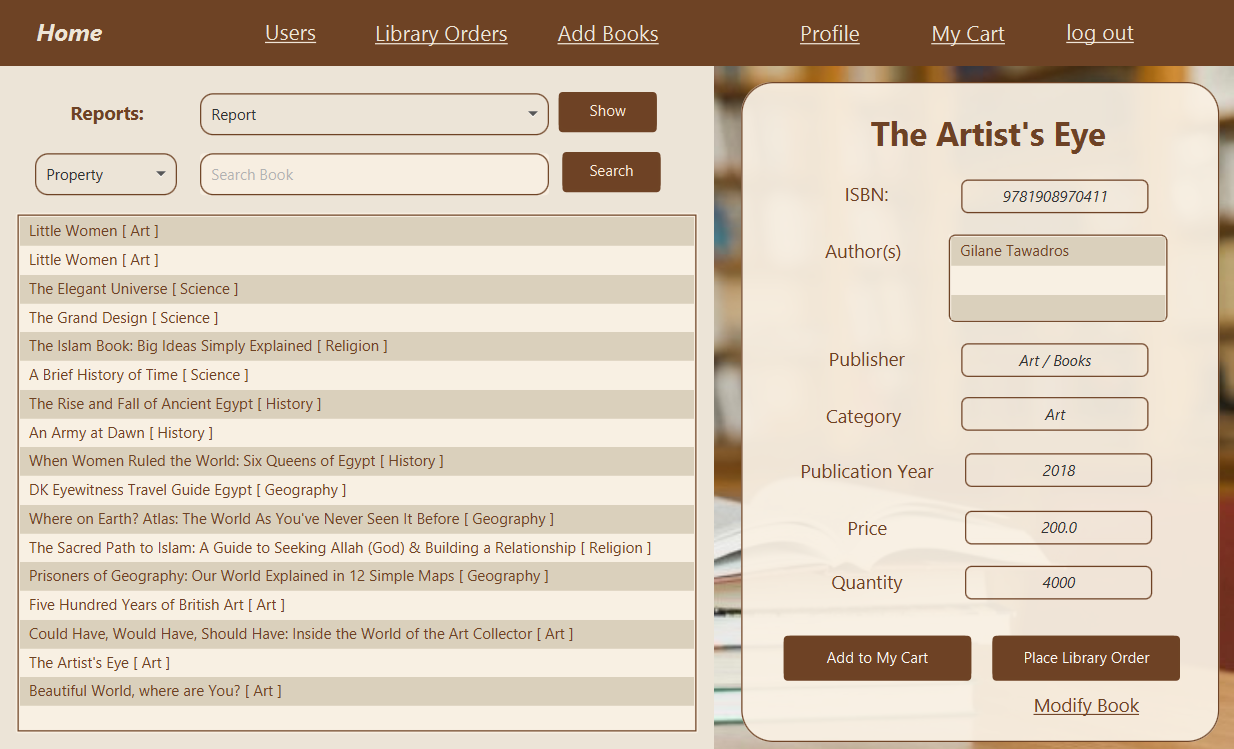 Home Users Library Orders Add Books Profile My Cart log out
Reports: Report Show
Property Search Book Search
Little Women [ Art ]
Little Women [ Art ]
The Elegant Universe [ Science ]
The Grand Design [ Science ]
The Islam Book: Big Ideas Simply Explained [ Religion ]
A Brief History of Time [ Science ]
The Rise and Fall of Ancient Egypt [ History ]
An Army at Dawn [ History ]
When Women Ruled the World: Six Queens of Egypt [ History ]
DK Eyewitness Travel Guide Egypt [ Geography ]
Where on Earth? Atlas: The World As You've Never Seen It Before [ Geography ]
The Sacred Path to Islam: A Guide to Seeking Allah (God) & Building a Relationship [ Religion ]
Prisoners of Geography: Our World Explained in 12 Simple Maps [ Geography ]
Five Hundred Years of British Art [ Art ]
Could Have, Would Have, Should Have: Inside the World of the Art Collector [ Art ]
The Artist's Eye [ Art ]
Beautiful World, where are You? [ Art ]
The Artist's Eye
ISBN: 9781908970411
Author(s) Gilane Tawadros
Publisher Art / Books
Category Art
Publication Year 2018
Price 200.0
Quantity 4000
Add to My Cart Place Library Order
Modify Book